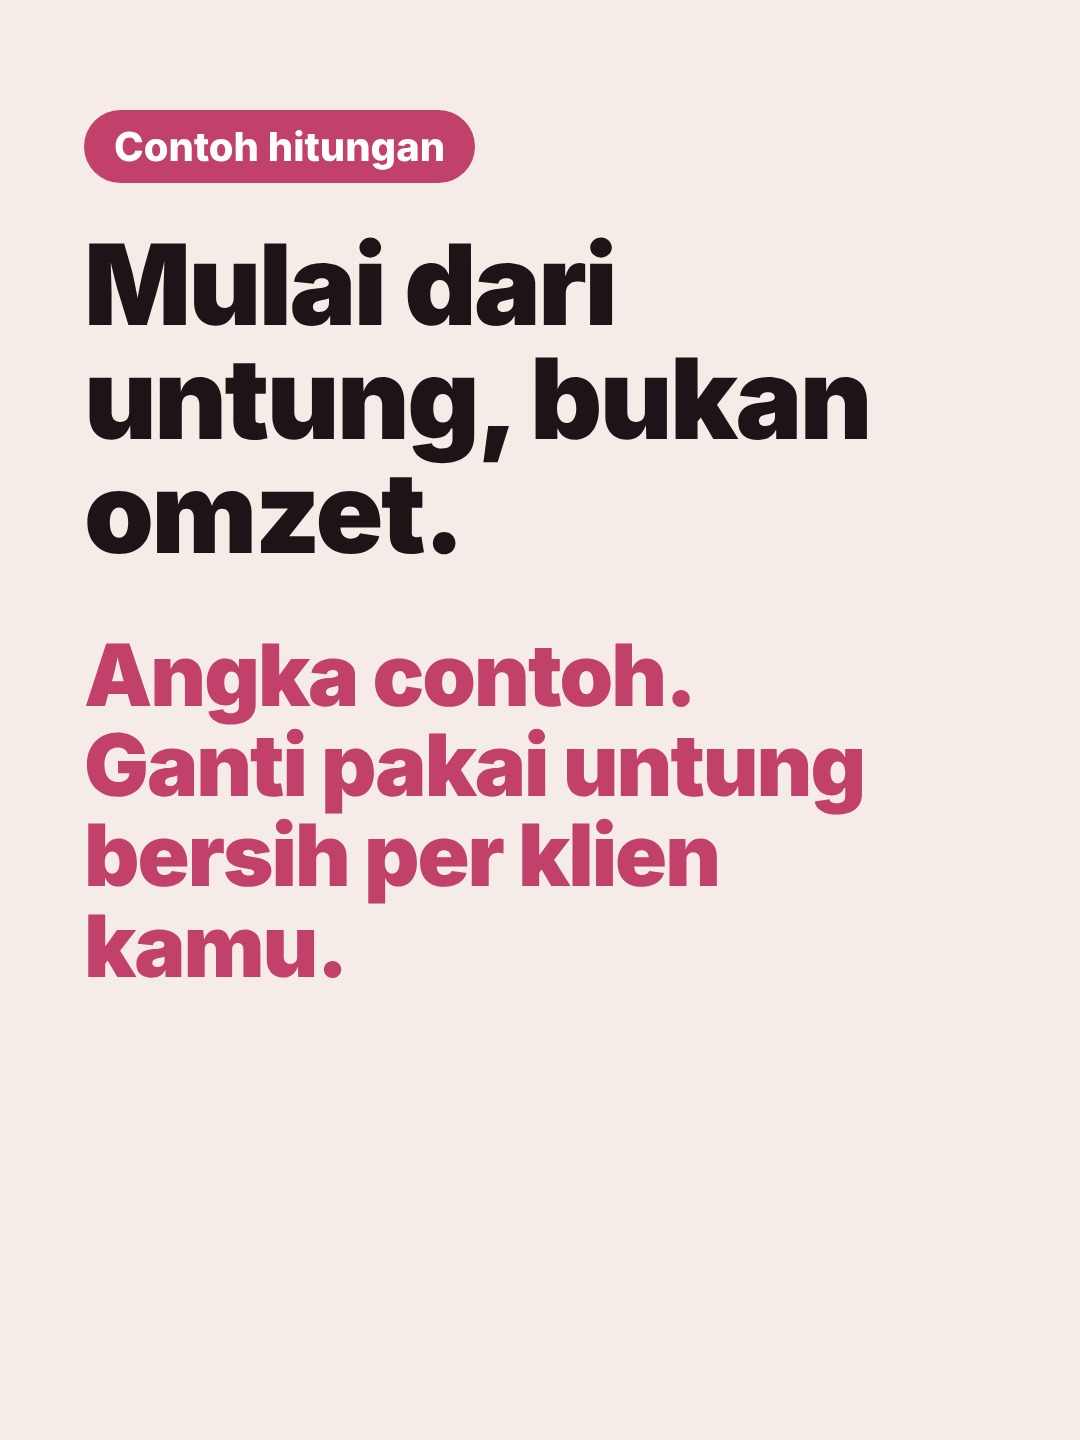 Contoh hitungan
Mulai dari
untung, bukan
omzet.
Angka contoh.
Ganti pakai untung
bersih per klien
kamu.